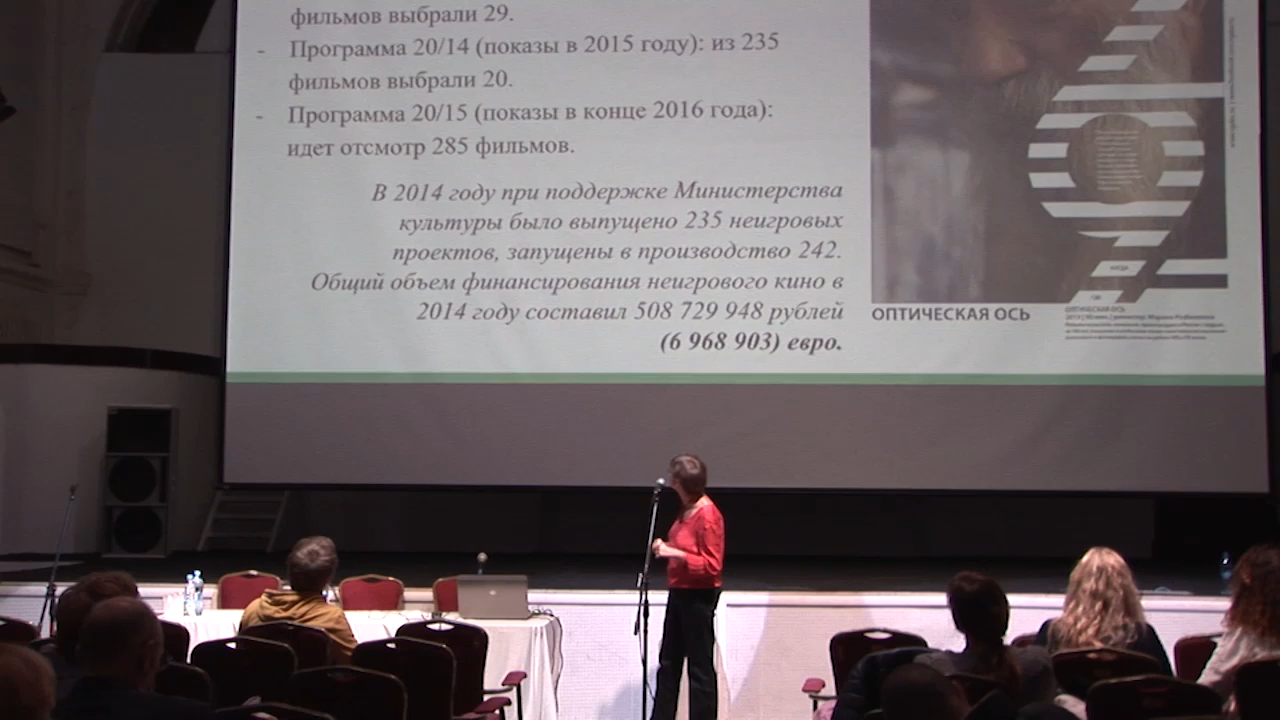 фильмов выбрали 29.
- Программа 20/14 (показы в 2015 году): из 235
фильмов выбрали 20.
- Программа 20/15 (показы в конце 2016 года):
идет отсмотр 285 фильмов.
В 2014 году при поддержке Министерства
культуры было выпущено 235 неигровых
проектов, запущены в производство 242.
Общий объем финансирования неигрового кино в
2014 году составил 508 729 948 рублей
(6 968 903) евро.
ОПТИЧЕСКАЯ ОСЬ
ОПТИЧЕСКАЯ ОСЬ